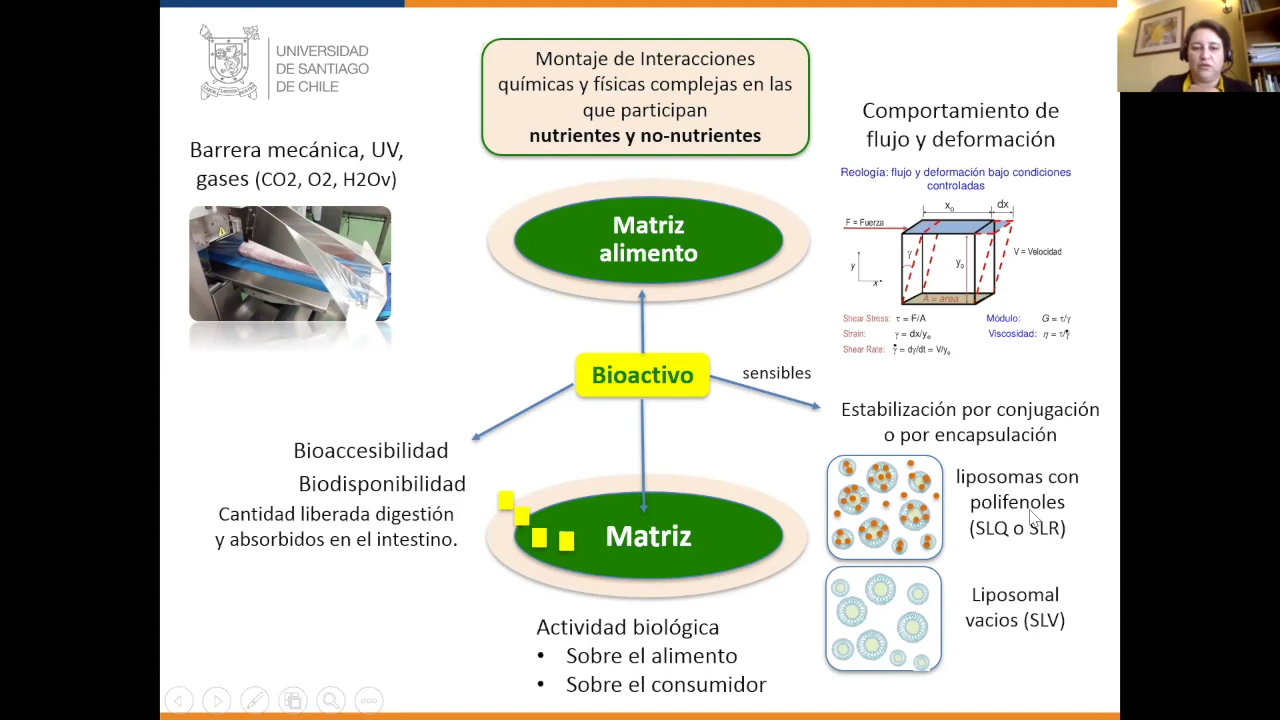 UNIVERSIDAD
DE SANTIAGO
DE CHILE
Montaje de Interacciones
químicas y físicas complejas en las
que participan
nutrientes y no-nutrientes
Barrera mecánica, UV,
gases (CO2, O2, H2Ov)
Matriz
alimento
Comportamiento de
flujo y deformación
Reología: flujo y deformación bajo condiciones
controladas
x₀ dx
F = Fuerza
V = Velocidad
γ
y₀
y
x
A = area
Shear Stress: τ = F/A
Módulo: G = τ/γ
Strain: γ = dx/y₀
Viscosidad: η = τ/γ̇
Shear Rate: γ̇ = dγ/dt = V/y₀
Bioactivo
sensibles
Estabilización por conjugación
o por encapsulación
Bioaccesibilidad
Biodisponibilidad
Cantidad liberada digestión
y absorbidos en el intestino.
Matriz
liposomas con
polifenoles
(SLQ o SLR)
Liposomal
vacios (SLV)
Actividad biológica
• Sobre el alimento
• Sobre el consumidor